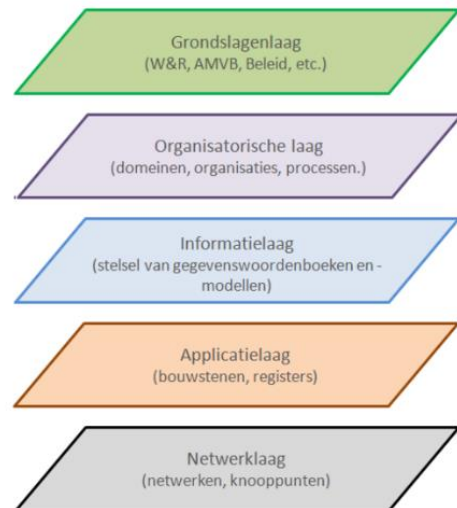 Grondslagenlaag
(W&R, AMVB, Beleid, etc.)
Organisatorische laag
(domeinen, organisaties, processen.)
Informatielaag
(stelsel van gegevenswoordenboeken en -
modellen)
Applicatielaag
(bouwstenen, registers)
Netwerklaag
(netwerken, knooppunten)